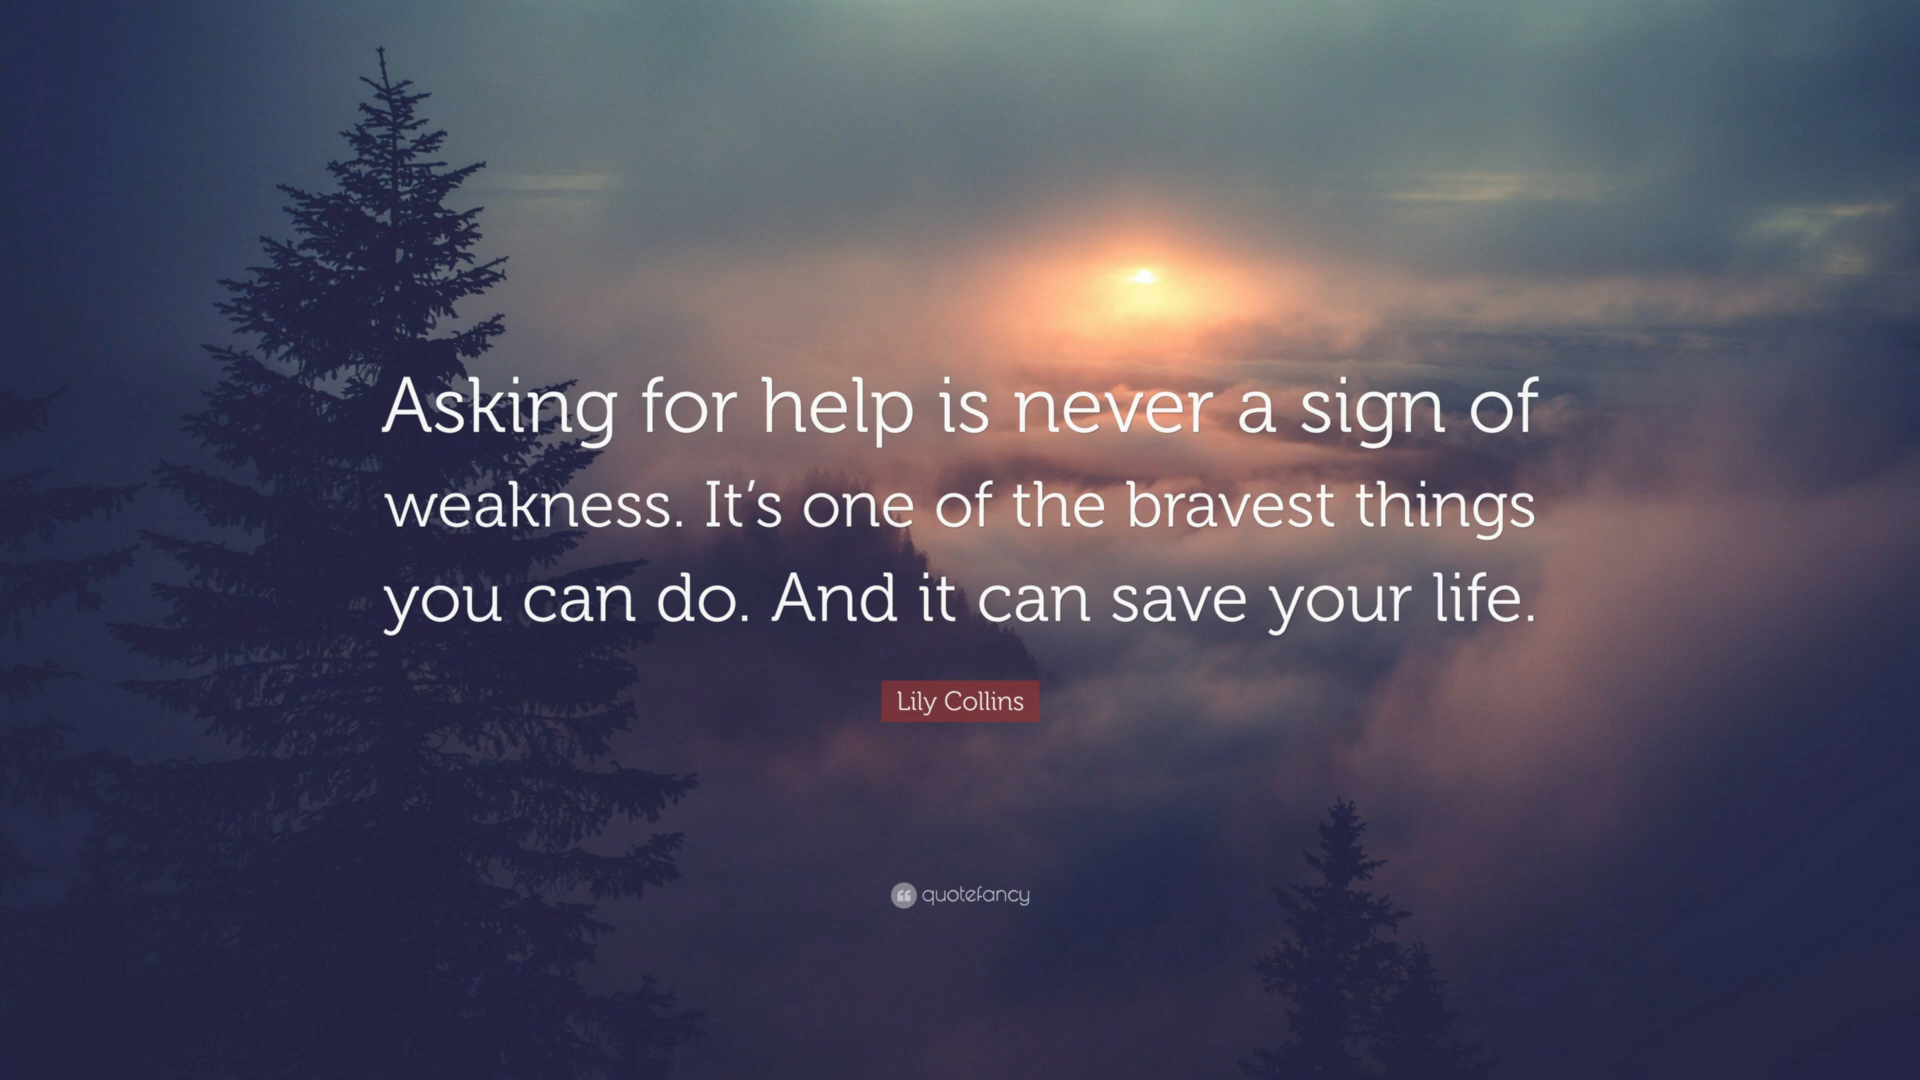 Asking for help is never a sign of
weakness. It’s one of the bravest things
you can do. And it can save your life.
Lily Collins
quotefancy